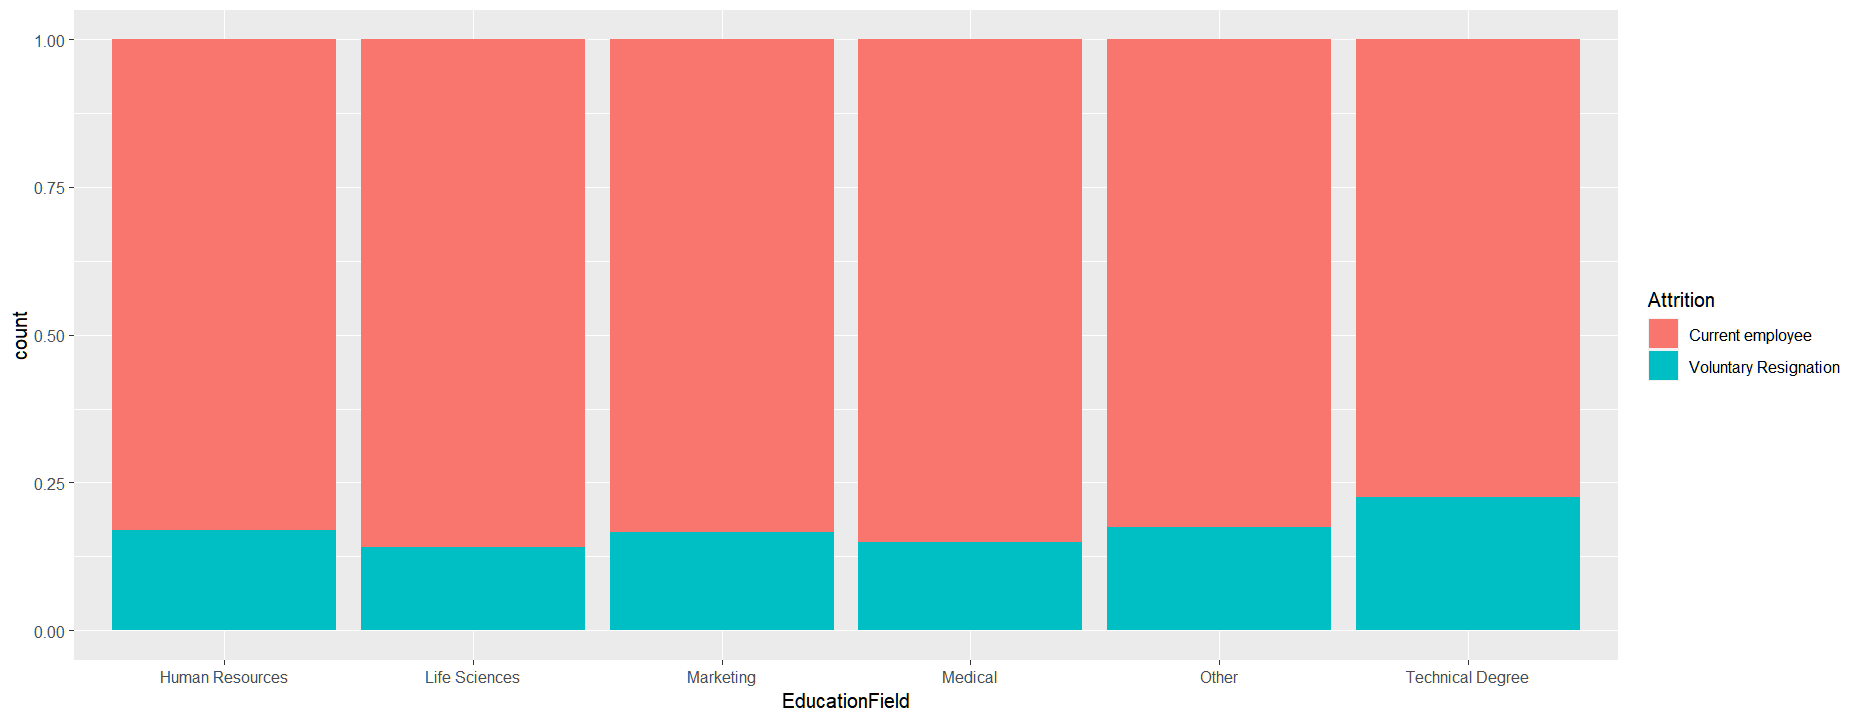 1.00
0.75
0.50
0.25
0.00
count
Human Resources Life Sciences Marketing Medical Other Technical Degree
EducationField
Attrition
Current employee
Voluntary Resignation